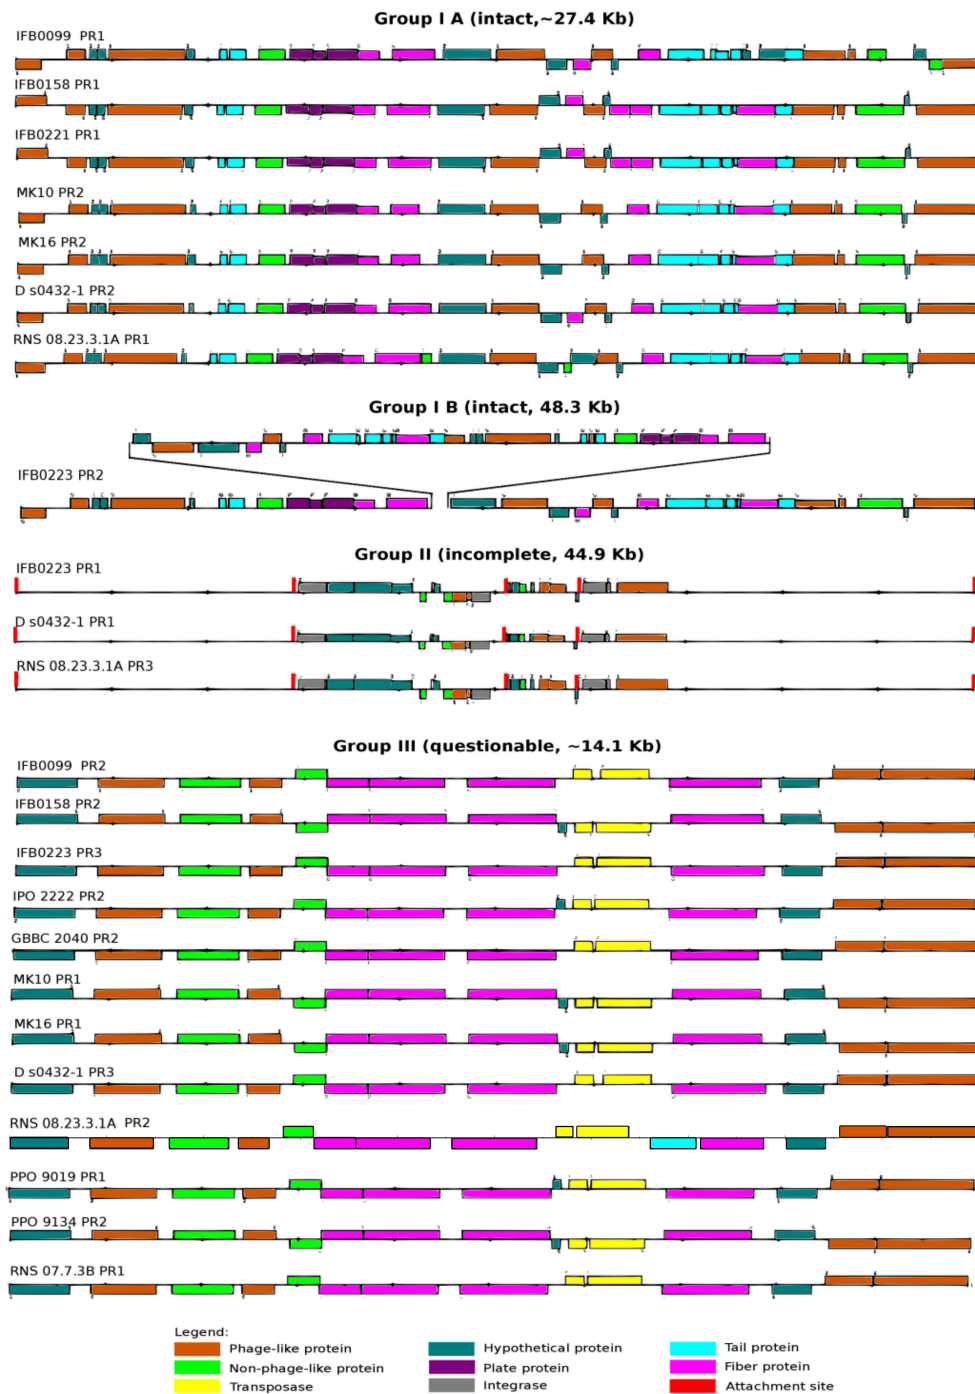 Group I A (intact,~27.4 Kb)
IFB0099 PR1
IFB0158 PR1
IFB0221 PR1
MK10 PR2
MK16 PR2
D s0432-1 PR2
RNS 08.23.3.1A PR1
Group I B (intact, 48.3 Kb)
IFB0223 PR2
Group II (incomplete, 44.9 Kb)
IFB0223 PR1
D s0432-1 PR1
RNS 08.23.3.1A PR3
Group III (questionable, ~14.1 Kb)
IFB0099 PR2
IFB0158 PR2
IFB0223 PR3
IPO 2222 PR2
GBBC 2040 PR2
MK10 PR1
MK16 PR1
D s0432-1 PR3
RNS 08.23.3.1A PR2
PPO 9019 PR1
PPO 9134 PR2
RNS 07.7.3B PR1
Legend:
Phage-like protein
Hypothetical protein
Tail protein
Non-phage-like protein
Plate protein
Fiber protein
Transposase
Integrase
Attachment site